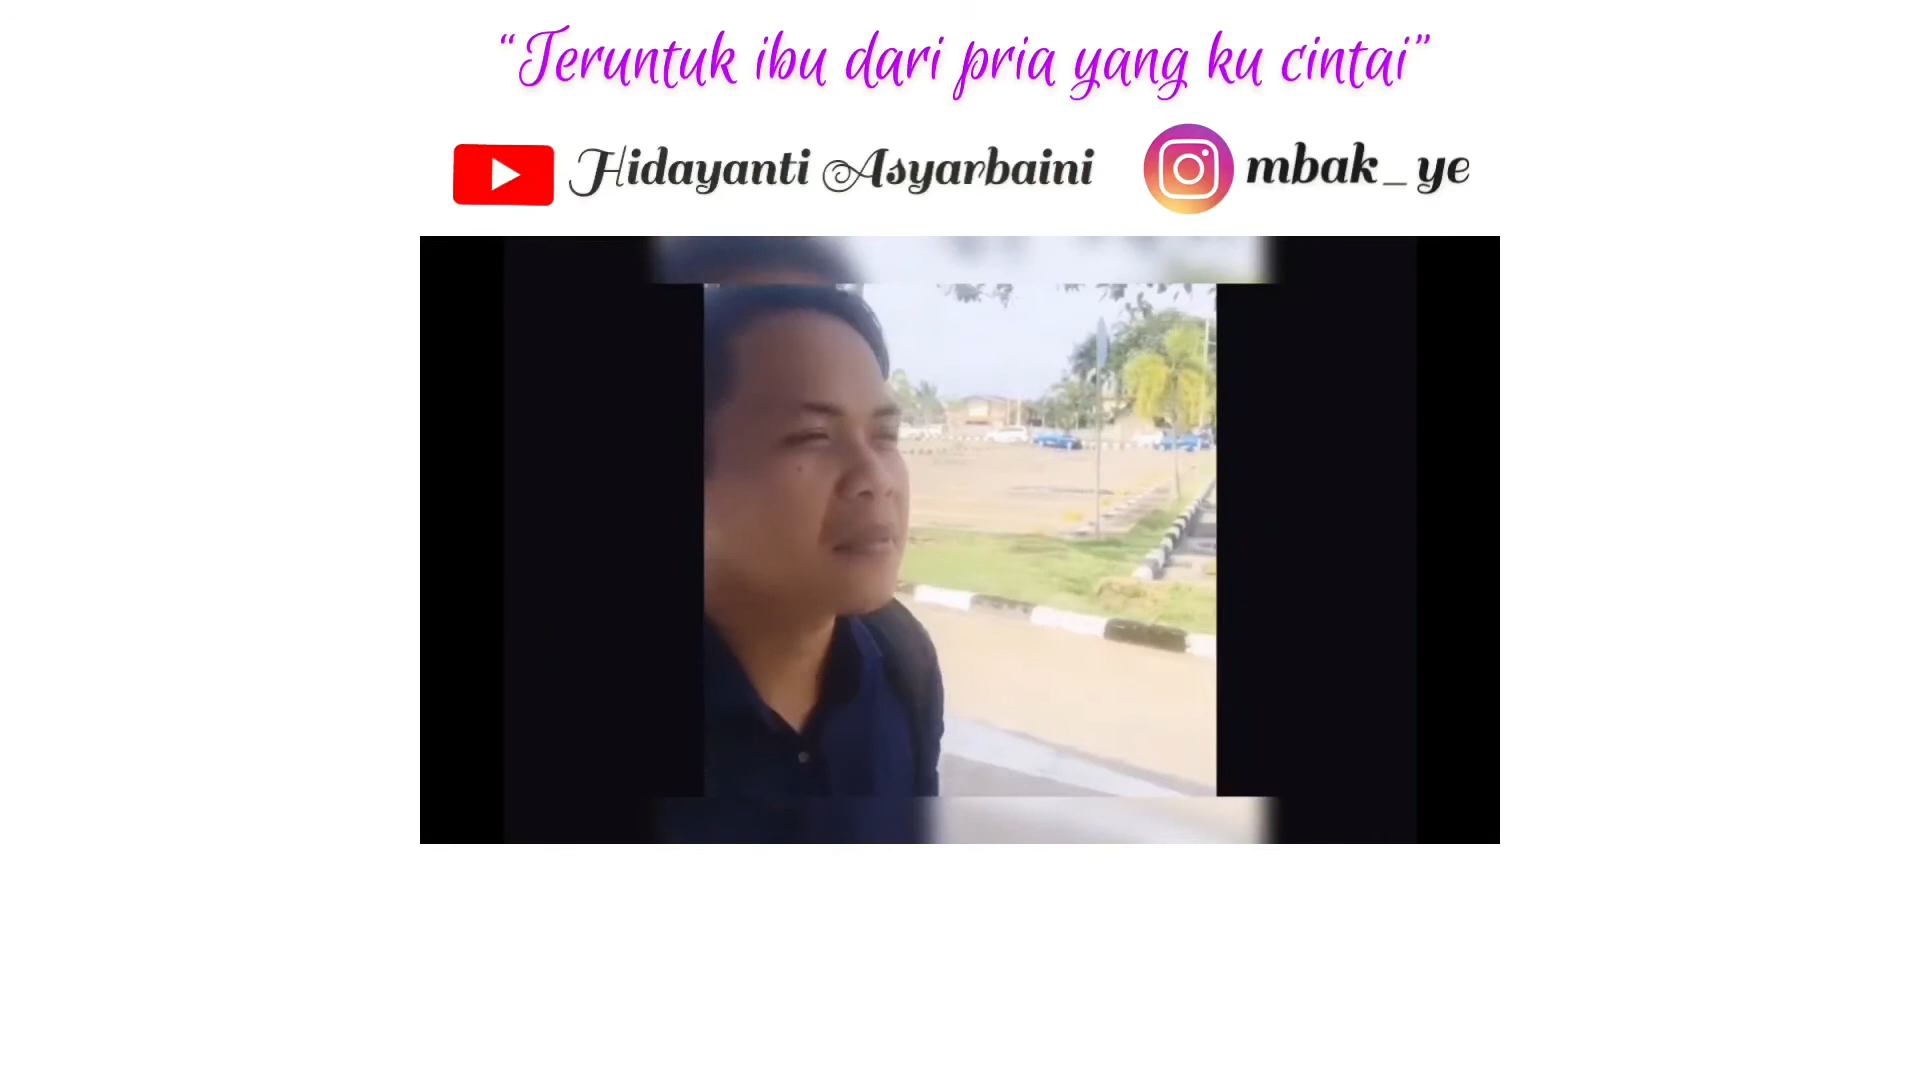 “Teruntuk ibu dari pria yang ku cintai”
Hidayanti Asyarbaini mbak_ye